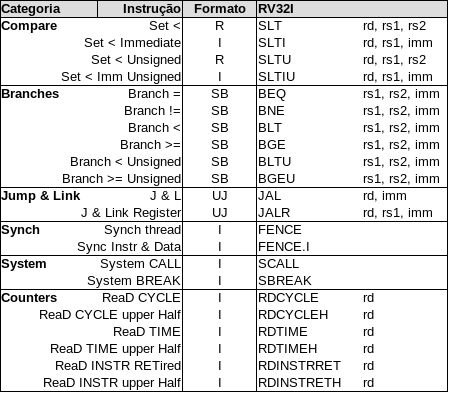 Categoria Instrução Formato RV32I
Compare Set < R SLT rd, rs1, rs2
Set < Immediate I SLTI rd, rs1, imm
Set < Unsigned R SLTU rd, rs1, rs2
Set < Imm Unsigned I SLTIU rd, rs1, imm
Branches Branch = SB BEQ rs1, rs2, imm
Branch != SB BNE rs1, rs2, imm
Branch < SB BLT rs1, rs2, imm
Branch >= SB BGE rs1, rs2, imm
Branch < Unsigned SB BLTU rs1, rs2, imm
Branch >= Unsigned SB BGEU rs1, rs2, imm
Jump & Link J & L UJ JAL rd, imm
J & Link Register UJ JALR rd, rs1, imm
Synch Synch thread I FENCE
Sync Instr & Data I FENCE.I
System System CALL I SCALL
System BREAK I SBREAK
Counters ReaD CYCLE I RDCYCLE rd
ReaD CYCLE upper Half I RDCYCLEH rd
ReaD TIME I RDTIME rd
ReaD TIME upper Half I RDTIMEH rd
ReaD INSTR RETired I RDINSTRRET rd
ReaD INSTR upper Half I RDINSTRETH rd